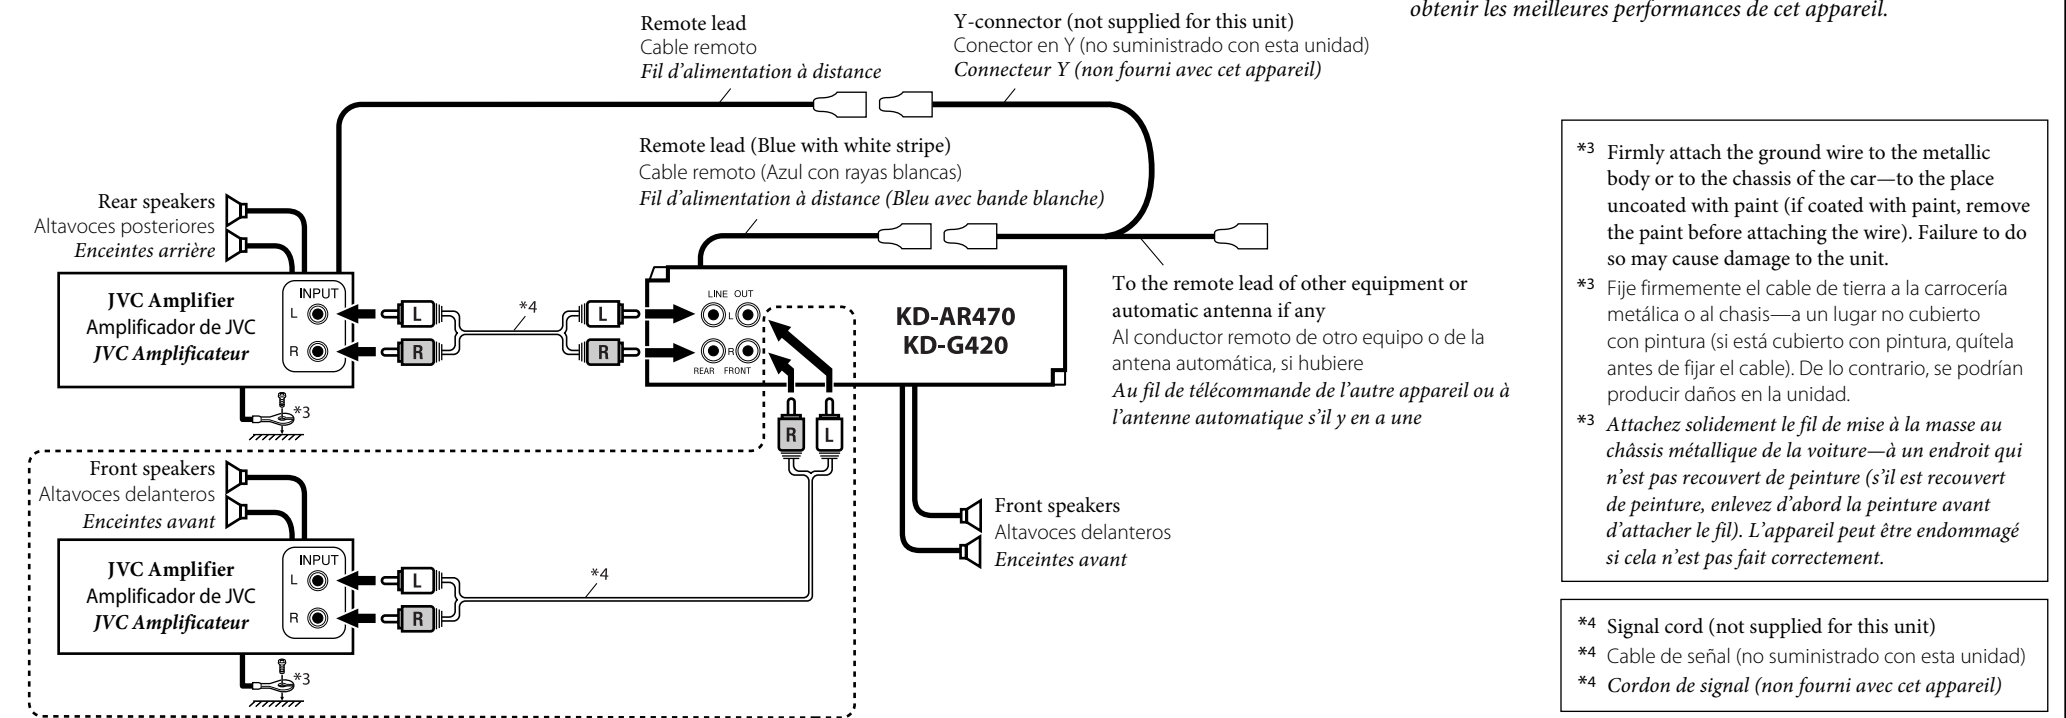 obtenir les meilleures performances de cet appareil.
Remote lead
Cable remoto
Fil d’alimentation à distance
Y-connector (not supplied for this unit)
Conector en Y (no suministrado con esta unidad)
Connecteur Y (non fourni avec cet appareil)
Remote lead (Blue with white stripe)
Cable remoto (Azul con rayas blancas)
Fil d’alimentation à distance (Bleu avec bande blanche)
Rear speakers
Altavoces posteriores
Enceintes arrière
JVC Amplifier
Amplificador de JVC
JVC Amplificateur
INPUT
L
R
L
R
*4
L
R
LINE OUT
L
R
REAR FRONT
KD-AR470
KD-G420
To the remote lead of other equipment or
automatic antenna if any
Al conductor remoto de otro equipo o de la
antena automática, si hubiere
Au fil de télécommande de l’autre appareil ou à
l’antenne automatique s’il y en a une
*3
R
L
Front speakers
Altavoces delanteros
Enceintes avant
JVC Amplifier
Amplificador de JVC
JVC Amplificateur
INPUT
L
R
L
R
*4
*3
Front speakers
Altavoces delanteros
Enceintes avant
*3 Firmly attach the ground wire to the metallic
body or to the chassis of the car—to the place
uncoated with paint (if coated with paint, remove
the paint before attaching the wire). Failure to do
so may cause damage to the unit.
*3 Fije firmemente el cable de tierra a la carrocería
metálica o al chasis—a un lugar no cubierto
con pintura (si está cubierto con pintura, quítela
antes de fijar el cable). De lo contrario, se podrían
producir daños en la unidad.
*3 Attachez solidement le fil de mise à la masse au
châssis métallique de la voiture—à un endroit qui
n’est pas recouvert de peinture (s’il est recouvert
de peinture, enlevez d’abord la peinture avant
d’attacher le fil). L’appareil peut être endommagé
si cela n’est pas fait correctement.
*4 Signal cord (not supplied for this unit)
*4 Cable de señal (no suministrado con esta unidad)
*4 Cordon de signal (non fourni avec cet appareil)